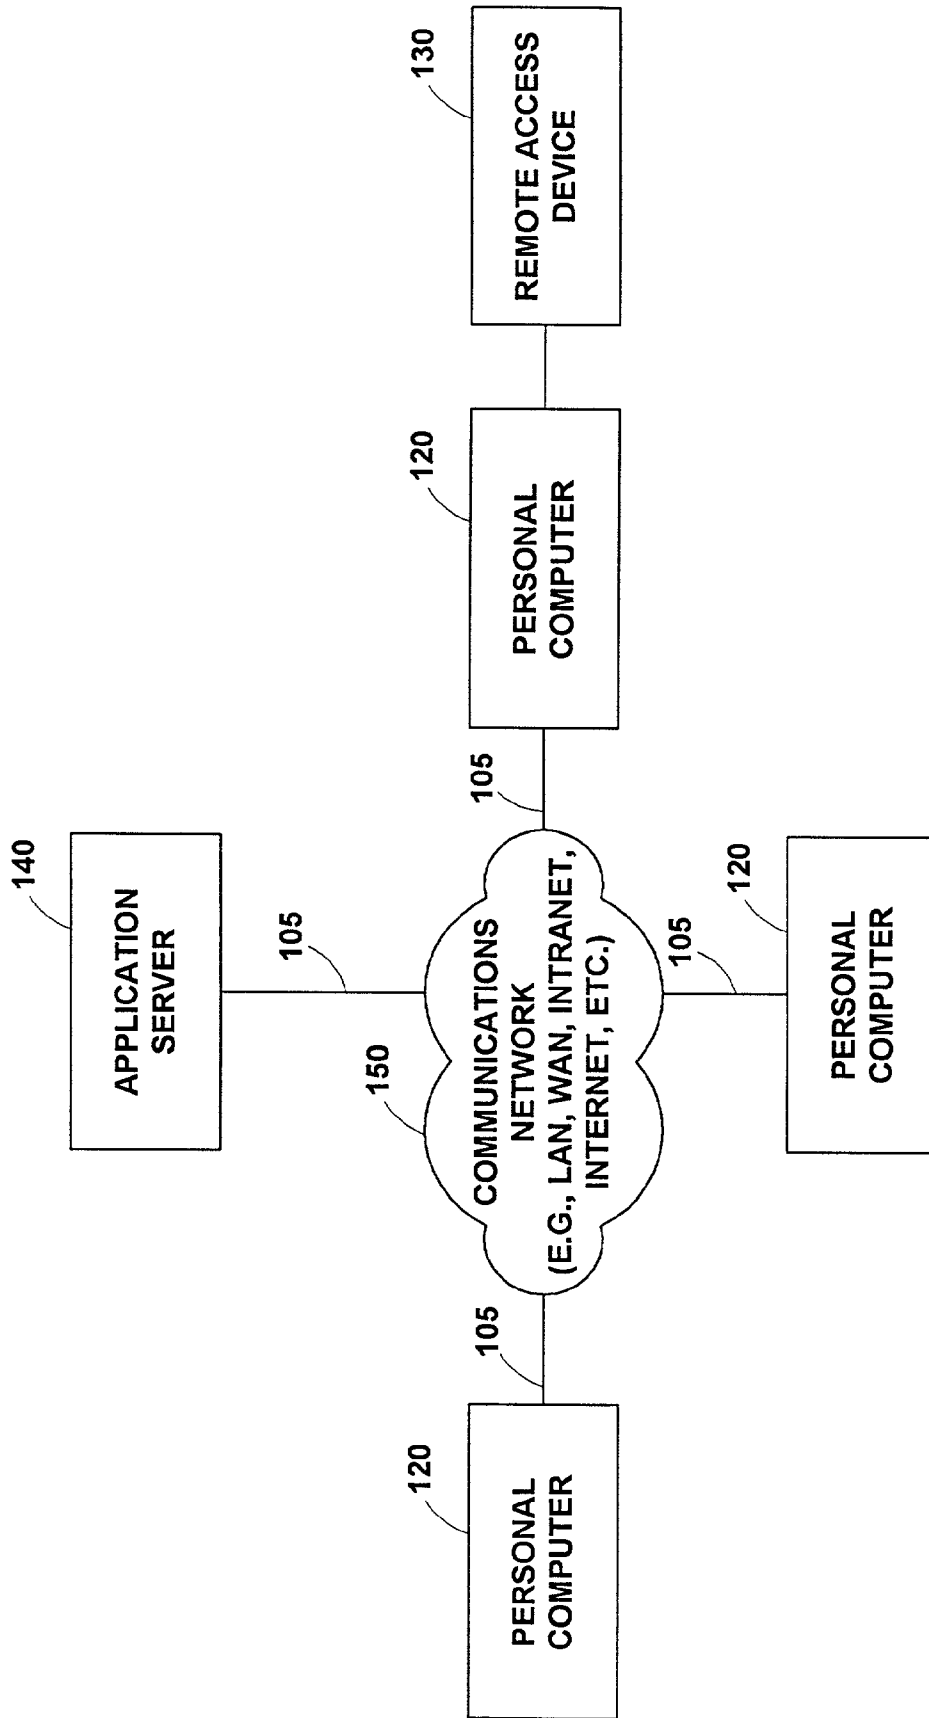 140
APPLICATION
SERVER
105
120
PERSONAL
COMPUTER
105
150
COMMUNICATIONS
NETWORK
(E.G., LAN, WAN, INTRANET,
INTERNET, ETC.)
105
120
PERSONAL
COMPUTER
130
REMOTE ACCESS
DEVICE
105
120
PERSONAL
COMPUTER